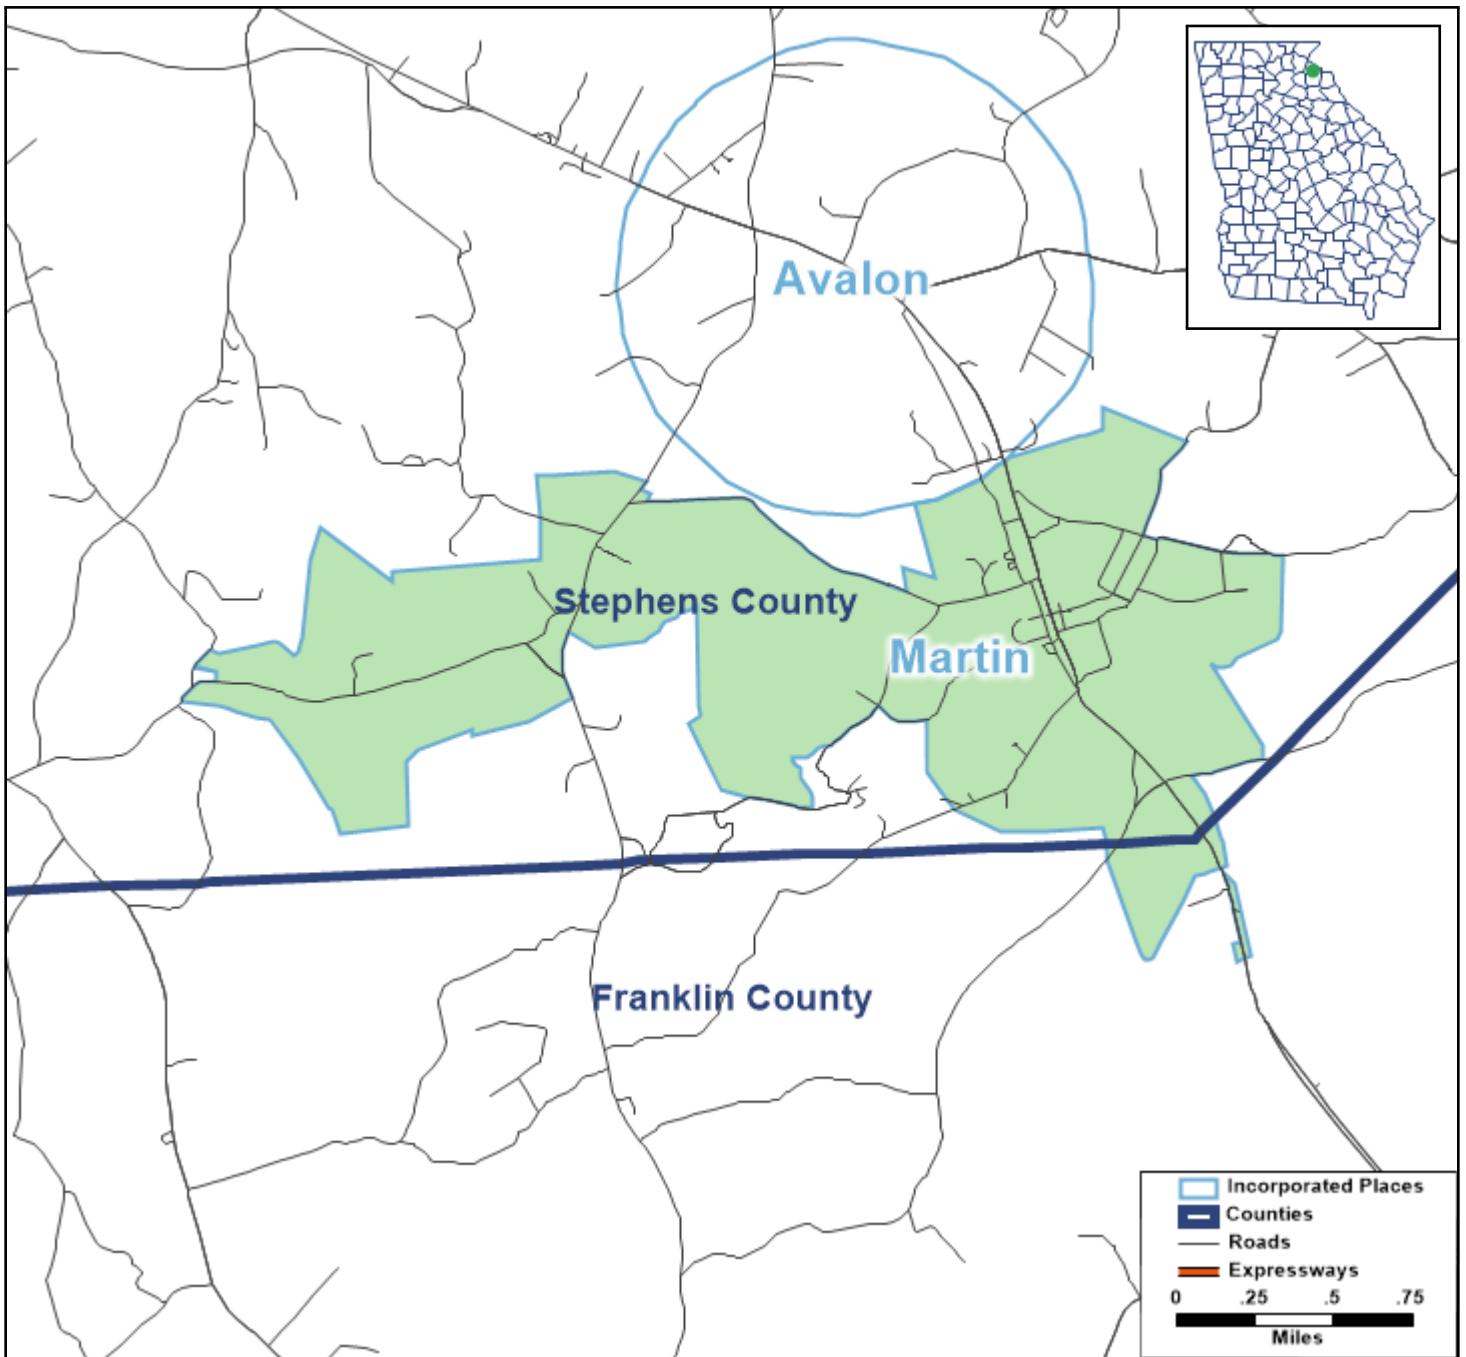 Avalon
Stephens County
Martin
Franklin County
Incorporated Places
Counties
Roads
Expressways
0 .25 .5 .75
Miles